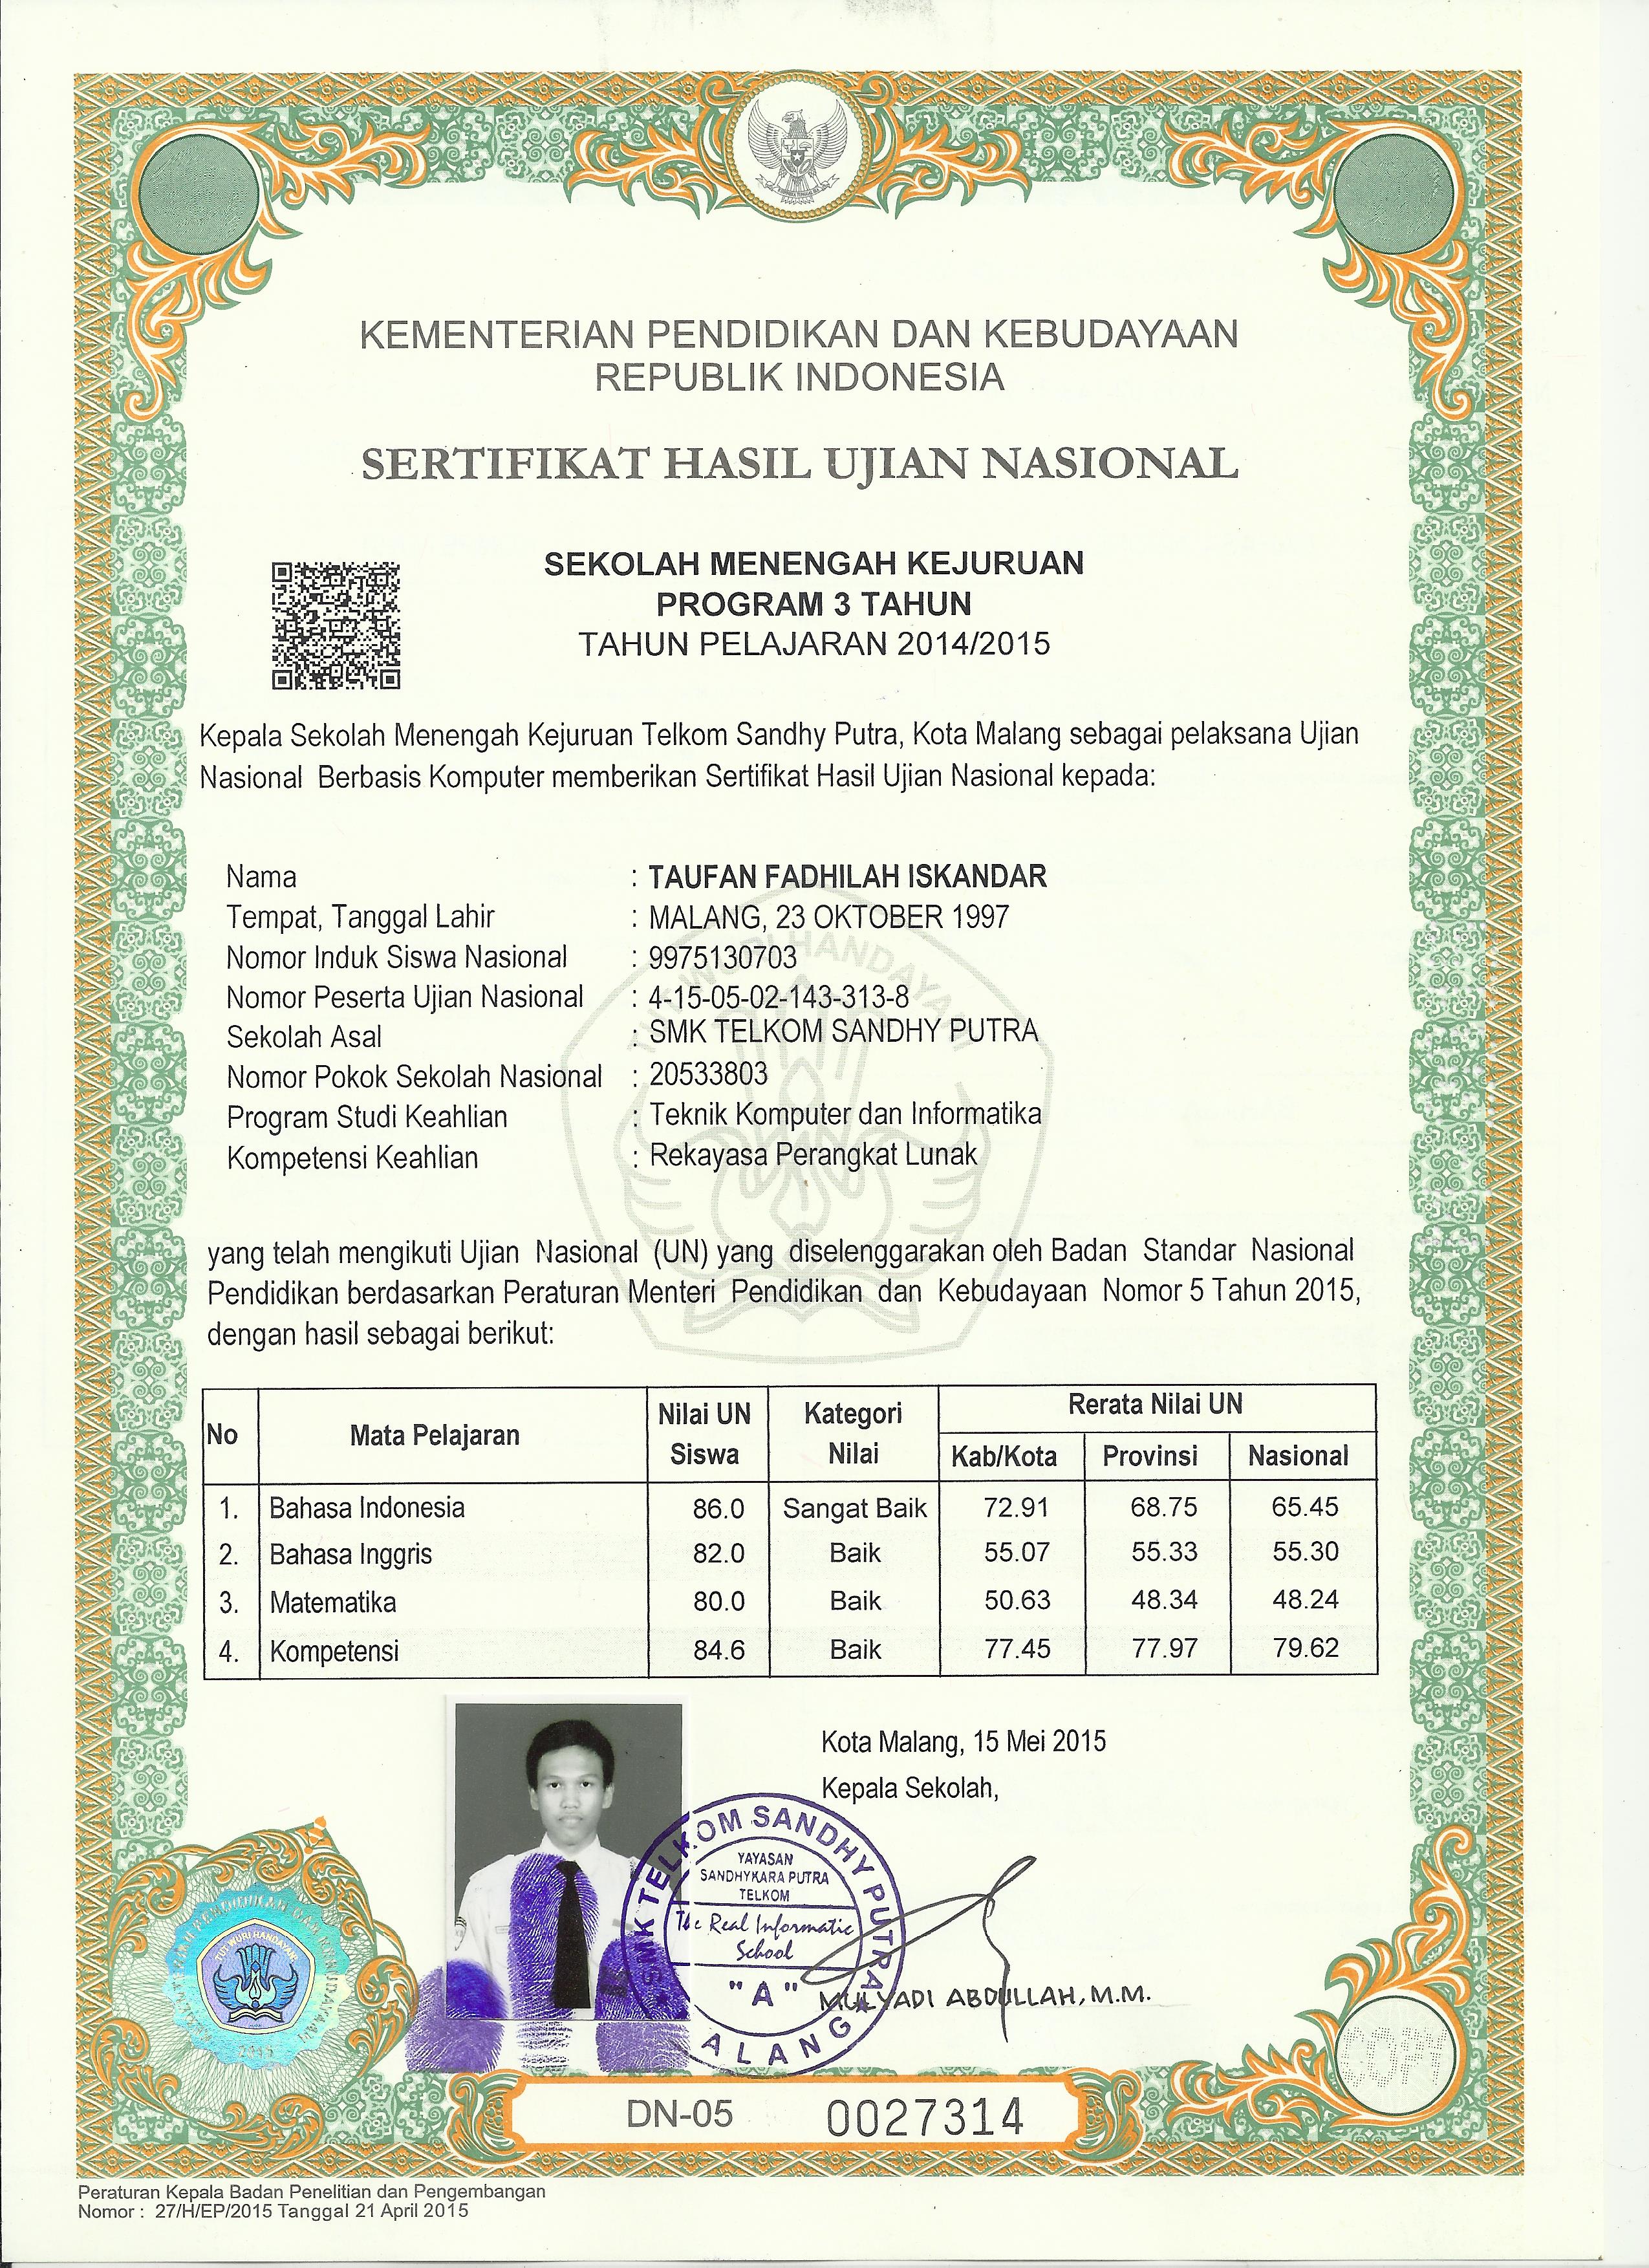 KEMENTERIAN PENDIDIKAN DAN KEBUDAYAAN
REPUBLIK INDONESIA
SERTIFIKAT HASIL UJIAN NASIONAL
SEKOLAH MENENGAH KEJURUAN
PROGRAM 3 TAHUN
TAHUN PELAJARAN 2014/2015
Kepala Sekolah Menengah Kejuruan Telkom Sandhy Putra, Kota Malang sebagai pelaksana Ujian
Nasional Berbasis Komputer memberikan Sertifikat Hasil Ujian Nasional kepada:
Nama : TAUFAN FADHILAH ISKANDAR
Tempat, Tanggal Lahir : MALANG, 23 OKTOBER 1997
Nomor Induk Siswa Nasional : 9975130703
Nomor Peserta Ujian Nasional : 4-15-05-02-143-313-8
Sekolah Asal : SMK TELKOM SANDHY PUTRA
Nomor Pokok Sekolah Nasional : 20533803
Program Studi Keahlian : Teknik Komputer dan Informatika
Kompetensi Keahlian : Rekayasa Perangkat Lunak
TUT WURI HANDAYANI
yang telah mengikuti Ujian Nasional (UN) yang diselenggarakan oleh Badan Standar Nasional
Pendidikan berdasarkan Peraturan Menteri Pendidikan dan Kebudayaan Nomor 5 Tahun 2015,
dengan hasil sebagai berikut:
No Mata Pelajaran Nilai UN Siswa Kategori Nilai Rerata Nilai UN
Kab/Kota Provinsi Nasional
1. Bahasa Indonesia 86.0 Sangat Baik 72.91 68.75 65.45
2. Bahasa Inggris 82.0 Baik 55.07 55.33 55.30
3. Matematika 80.0 Baik 50.63 48.34 48.24
4. Kompetensi 84.6 Baik 77.45 77.97 79.62
Kota Malang, 15 Mei 2015
Kepala Sekolah,
SMK TELKOM SANDHY PUTRA
YAYASAN
SANDHYKARA PUTRA
TELKOM
The Real Informatic
School
"A"
ALANG
MULYADI ABDULLAH, M.M.
TUT WURI HANDAYANI
2015
COPY
DN-05 0027314
Peraturan Kepala Badan Penelitian dan Pengembangan
Nomor : 27/H/EP/2015 Tanggal 21 April 2015